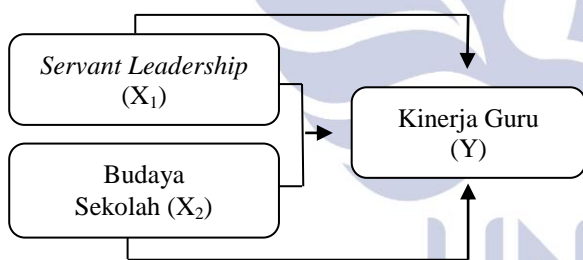 Servant Leadership
(X₁)
Kinerja Guru
(Y)
Budaya
Sekolah (X₂)